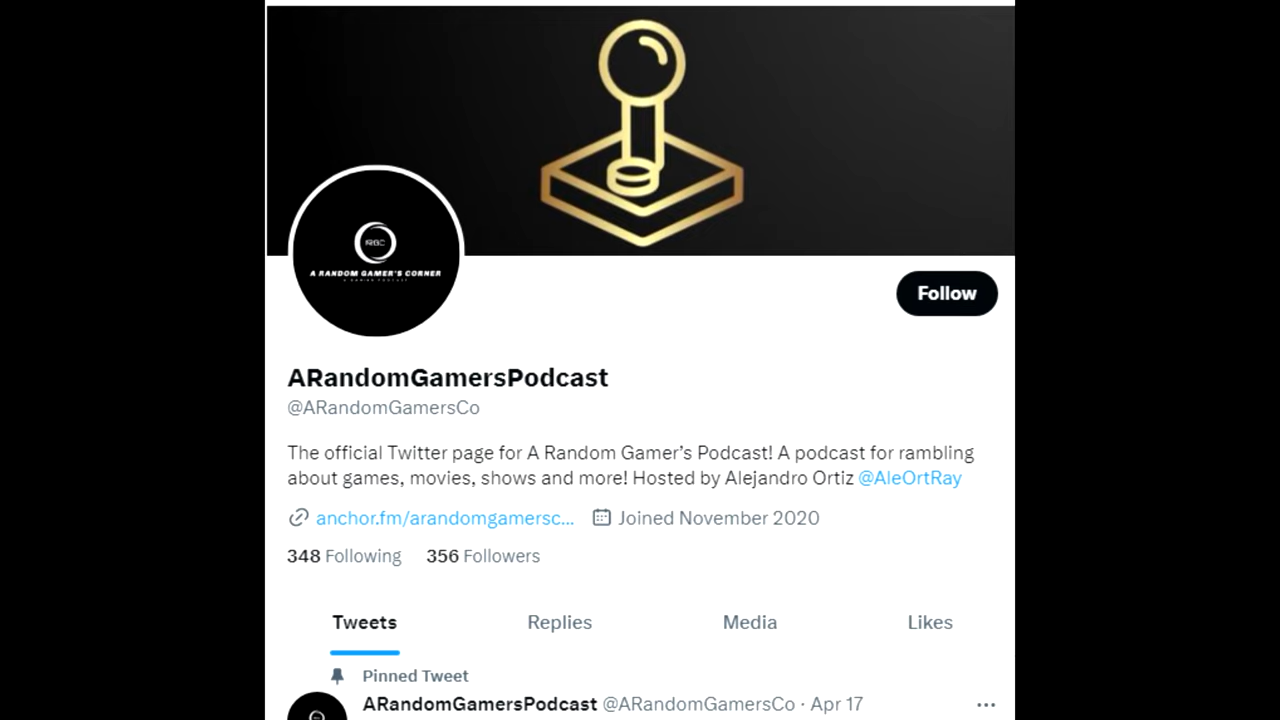 A RANDOM GAMER'S CORNER
Follow
ARandomGamersPodcast
@ARandomGamersCo
The official Twitter page for A Random Gamer’s Podcast! A podcast for rambling
about games, movies, shows and more! Hosted by Alejandro Ortiz @AleOrtRay
anchor.fm/arandomgamersc... Joined November 2020
348 Following 356 Followers
Tweets Replies Media Likes
Pinned Tweet
ARandomGamersPodcast @ARandomGamersCo · Apr 17